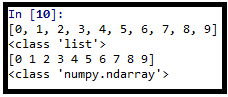 In [10]:
[0, 1, 2, 3, 4, 5, 6, 7, 8, 9]
<class 'list'>
[0 1 2 3 4 5 6 7 8 9]
<class 'numpy.ndarray'>